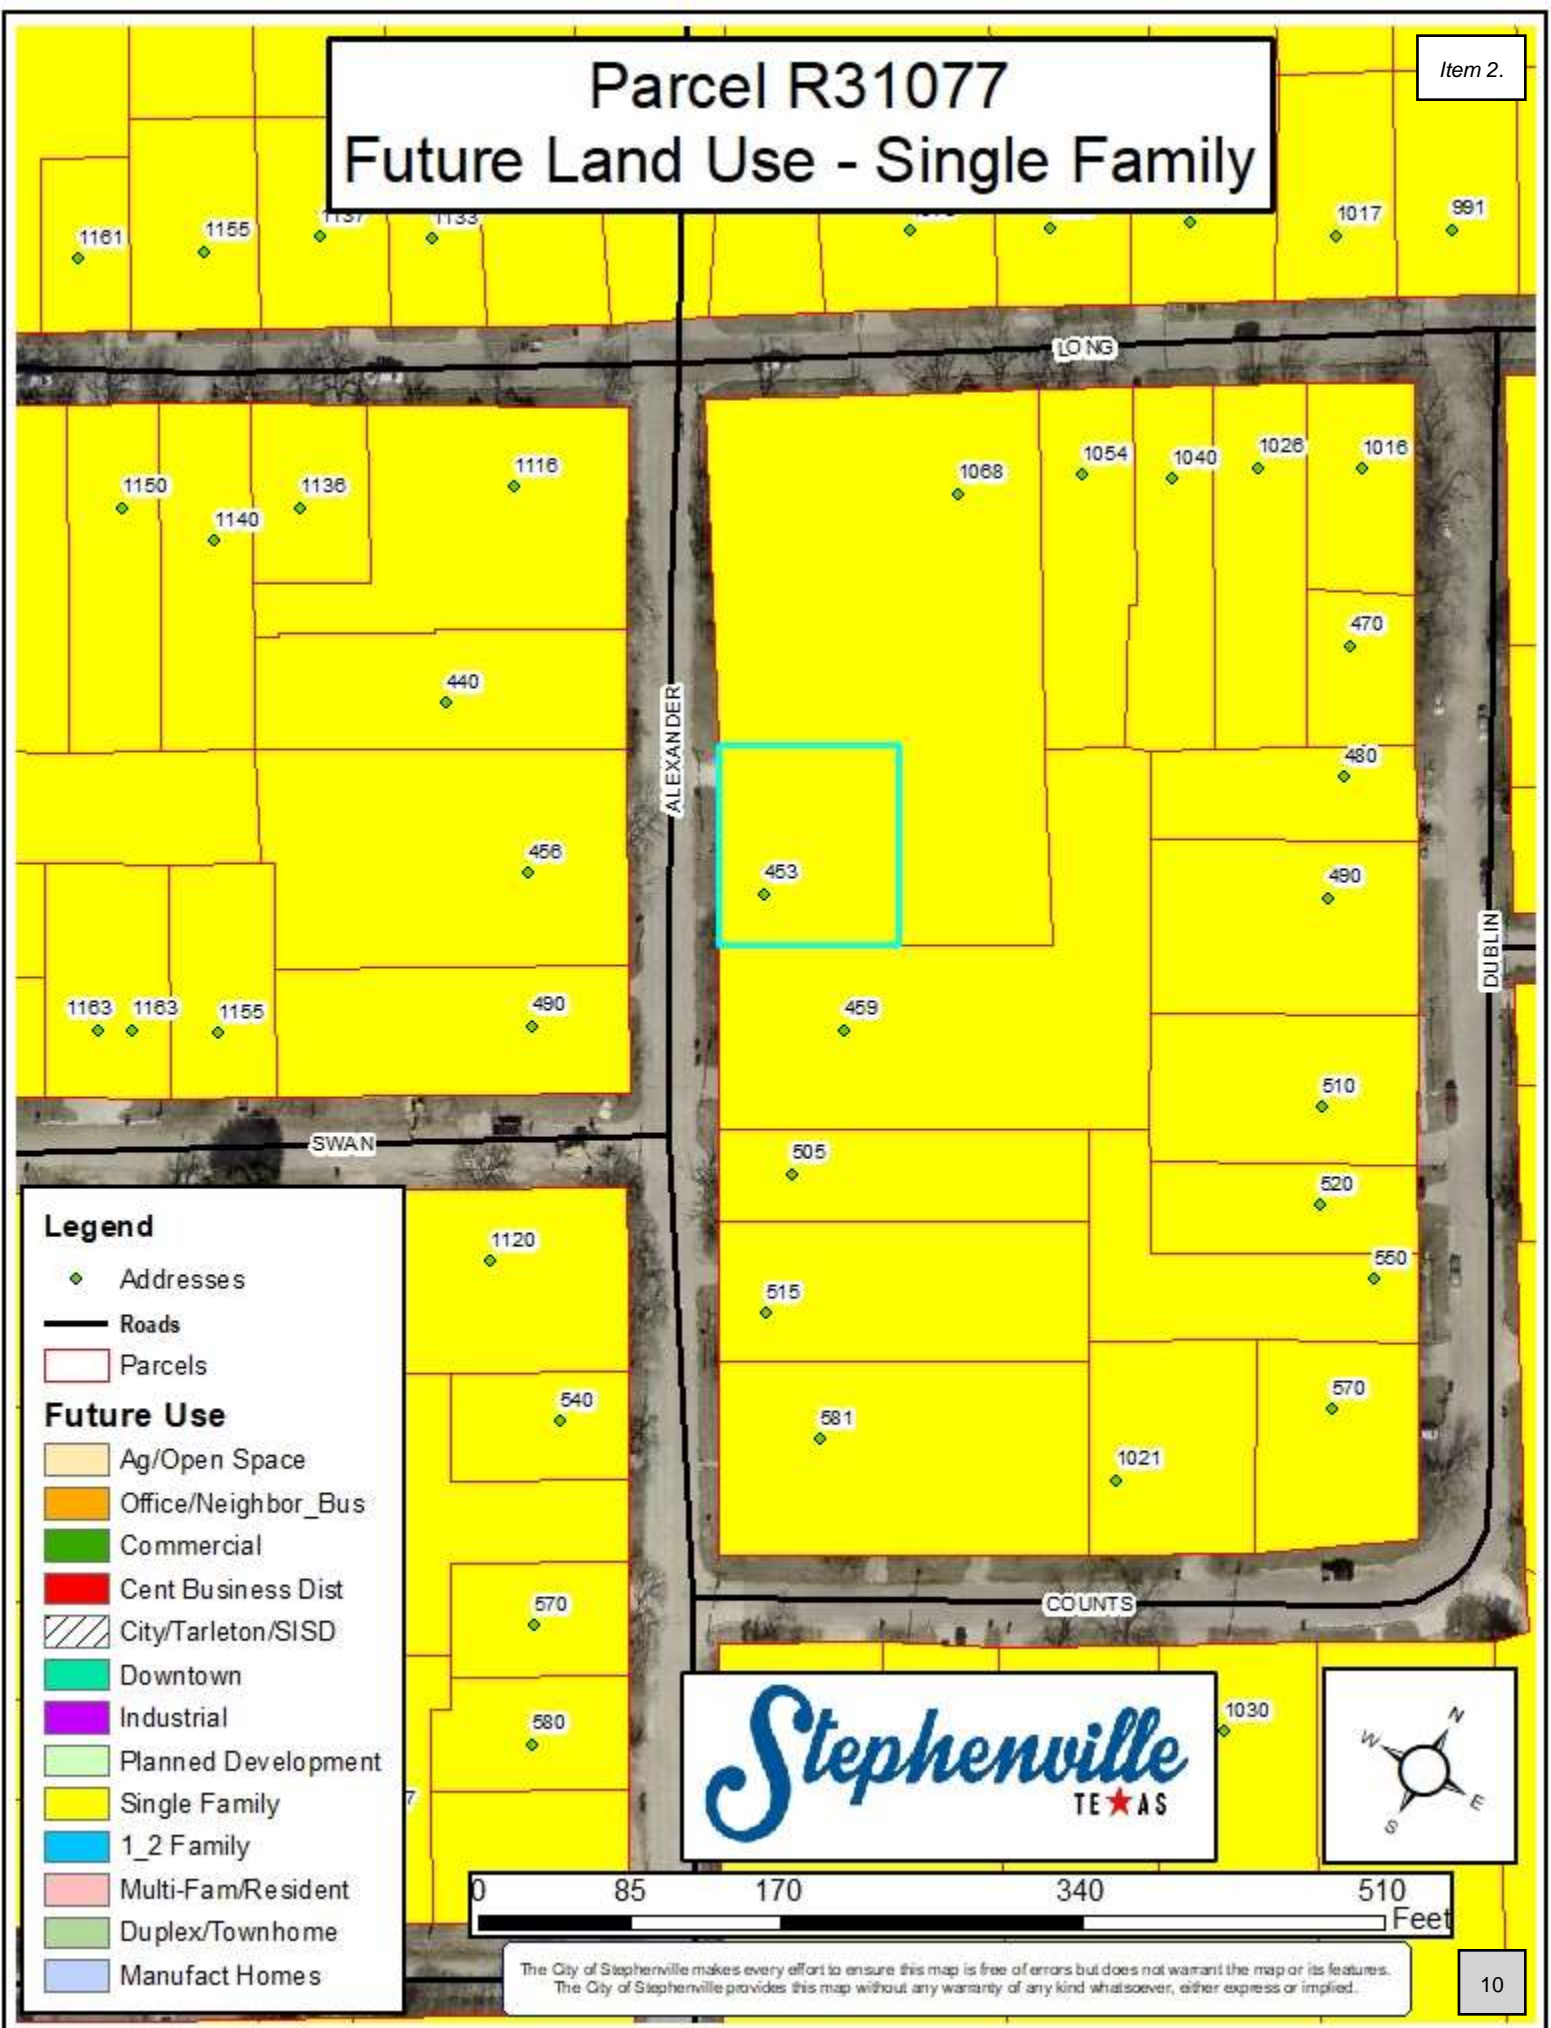 Parcel R31077
Future Land Use - Single Family
Item 2.
1161
1155
1137
1133
1017
991
LONG
1150
1140
1136
1116
1068
1054
1040
1026
1016
470
440
ALEXANDER
480
456
453
490
DUBLIN
1163
1163
1155
490
459
510
SWAN
505
520
1120
550
515
540
581
570
1021
COUNTS
570
580
1030
7
Legend
Addresses
Roads
Parcels
Future Use
Ag/Open Space
Office/Neighbor_Bus
Commercial
Cent Business Dist
City/Tarleton/SISD
Downtown
Industrial
Planned Development
Single Family
1_2 Family
Multi-Fam/Resident
Duplex/Townhome
Manufact Homes
Stephenville
TEXAS
N
W
E
S
0 85 170 340 510
Feet
The City of Stephenville makes every effort to ensure this map is free of errors but does not warrant the map or its features.
The City of Stephenville provides this map without any warranty of any kind whatsoever, either express or implied.
10